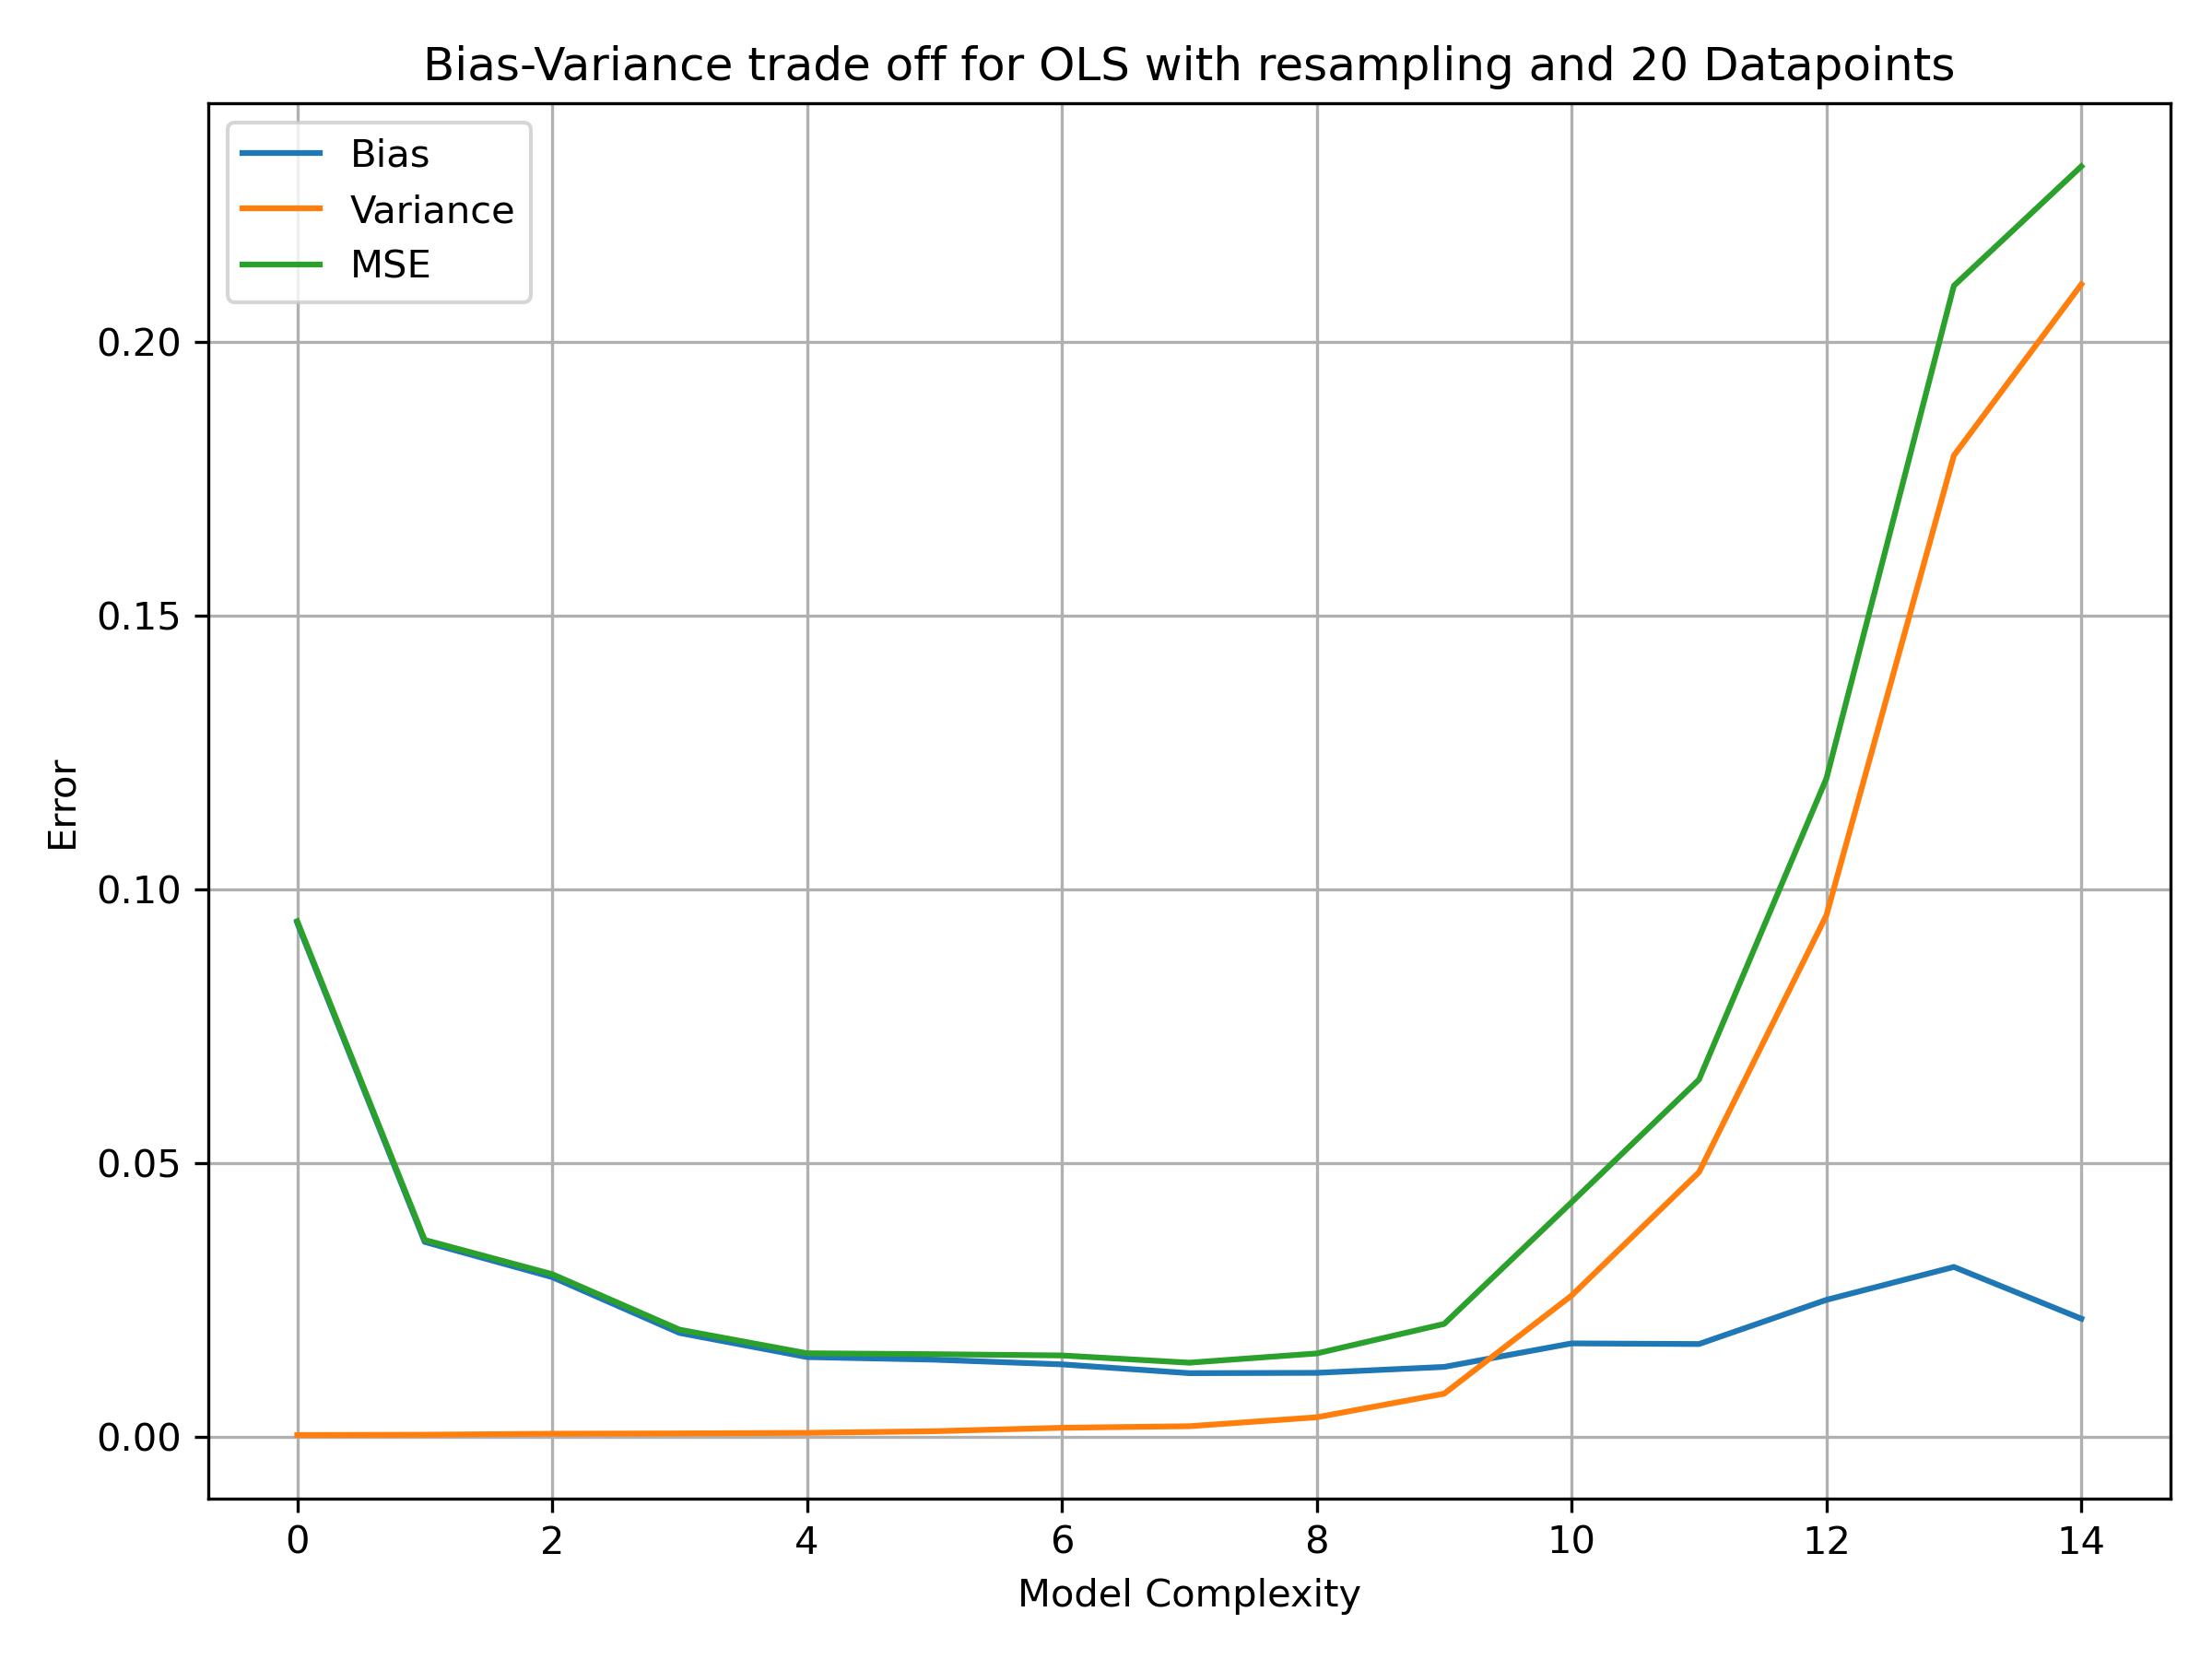 Bias-Variance trade off for OLS with resampling and 20 Datapoints
Bias
Variance
MSE
0.20
0.15
0.10
0.05
0.00
Error
0 2 4 6 8 10 12 14
Model Complexity